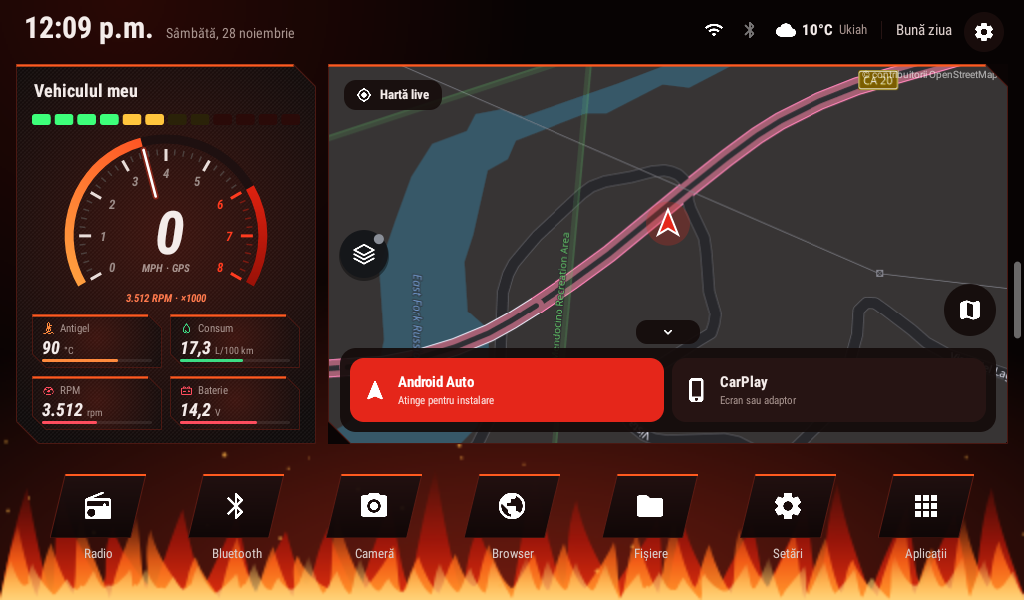 12:09 p.m. Sâmbătă, 28 noiembrie
10°C Ukiah Bună ziua
Vehiculul meu
0 1 2 3 4 5 6 7 8
0
MPH · GPS
3.512 RPM · ×1000
Antigel
90 °C
Consum
17,3 L/100 km
RPM
3.512 rpm
Baterie
14,2 V
Hartă live
© contribuitorii OpenStreetMap
CA 20
East Fork Russ
ndocino Recreation Area
Android Auto
Atinge pentru instalare
CarPlay
Ecran sau adaptor
Radio
Bluetooth
Cameră
Browser
Fișiere
Setări
Aplicații